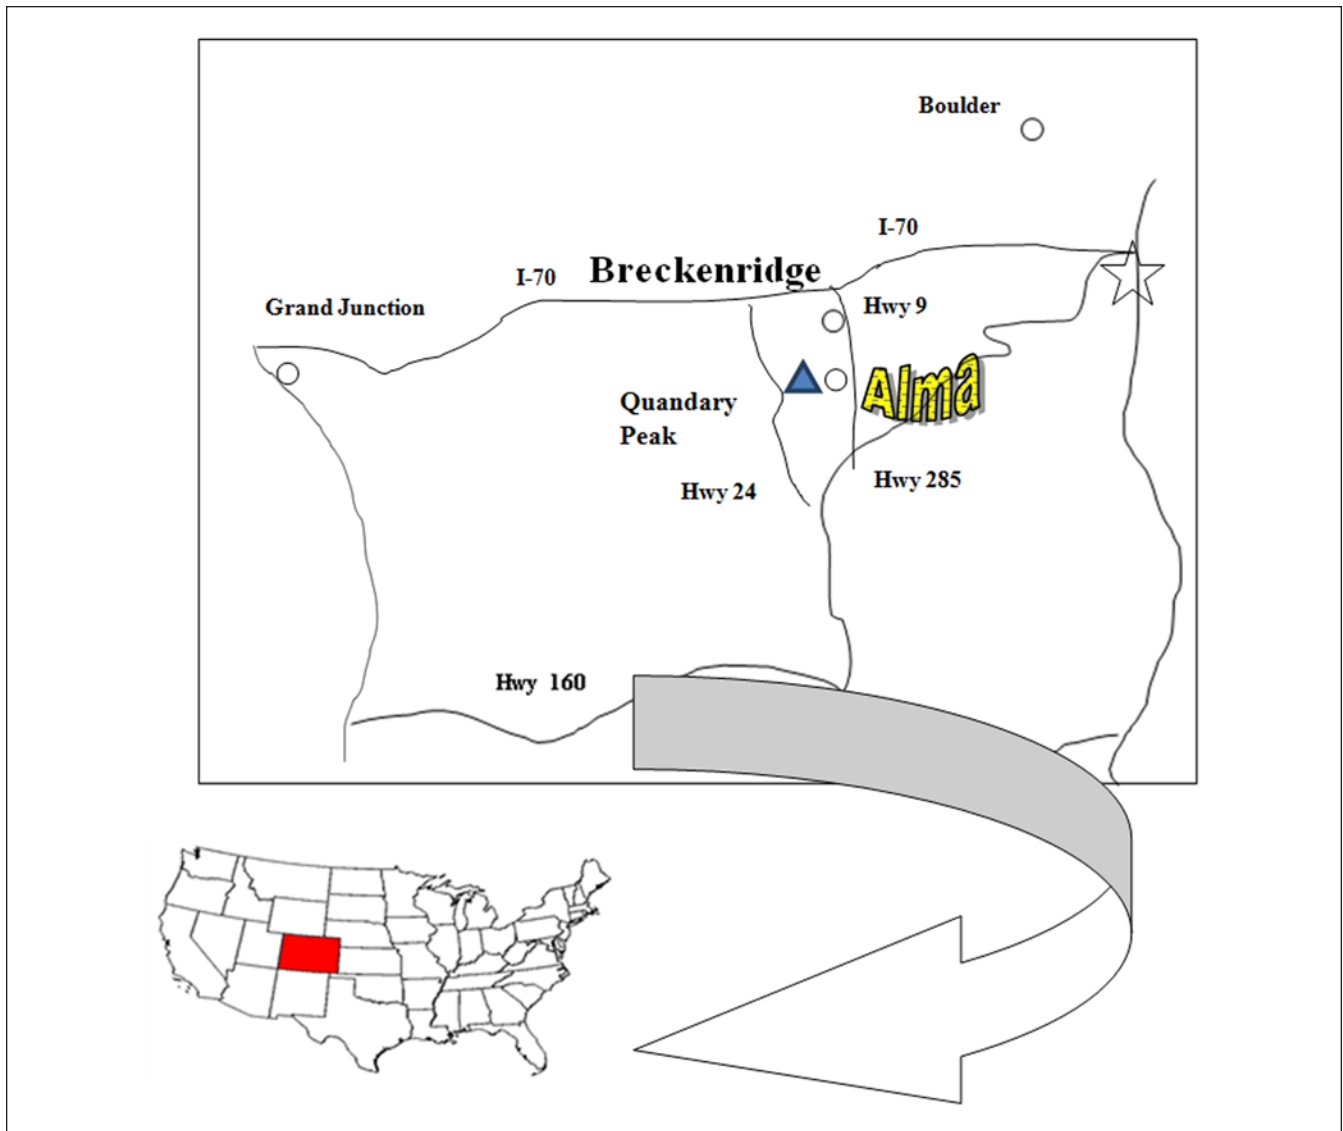 Boulder
I-70
Breckenridge
I-70
Grand Junction
Hwy 9
Alma
Quandary
Peak
Hwy 285
Hwy 24
Hwy 160